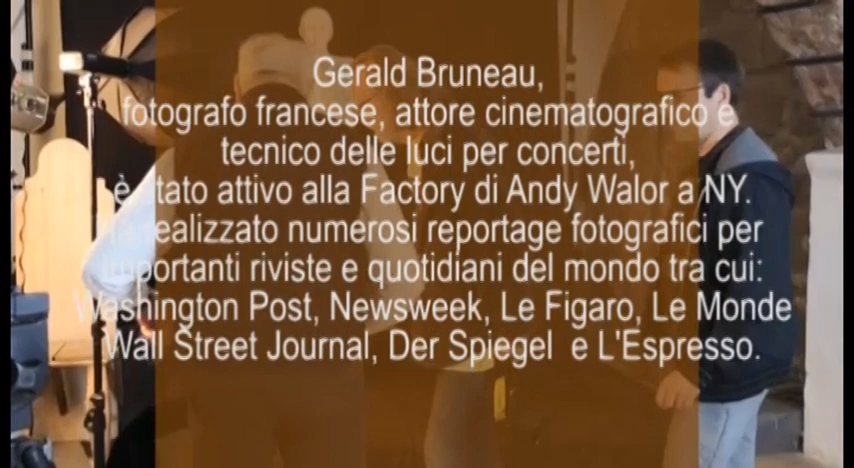 Gerald Bruneau,
fotografo francese, attore cinematografico e
tecnico delle luci per concerti,
è stato attivo alla Factory di Andy Walor a NY.
Ha realizzato numerosi reportage fotografici per
importanti riviste e quotidiani del mondo tra cui:
Washington Post, Newsweek, Le Figaro, Le Monde
Wall Street Journal, Der Spiegel e L'Espresso.